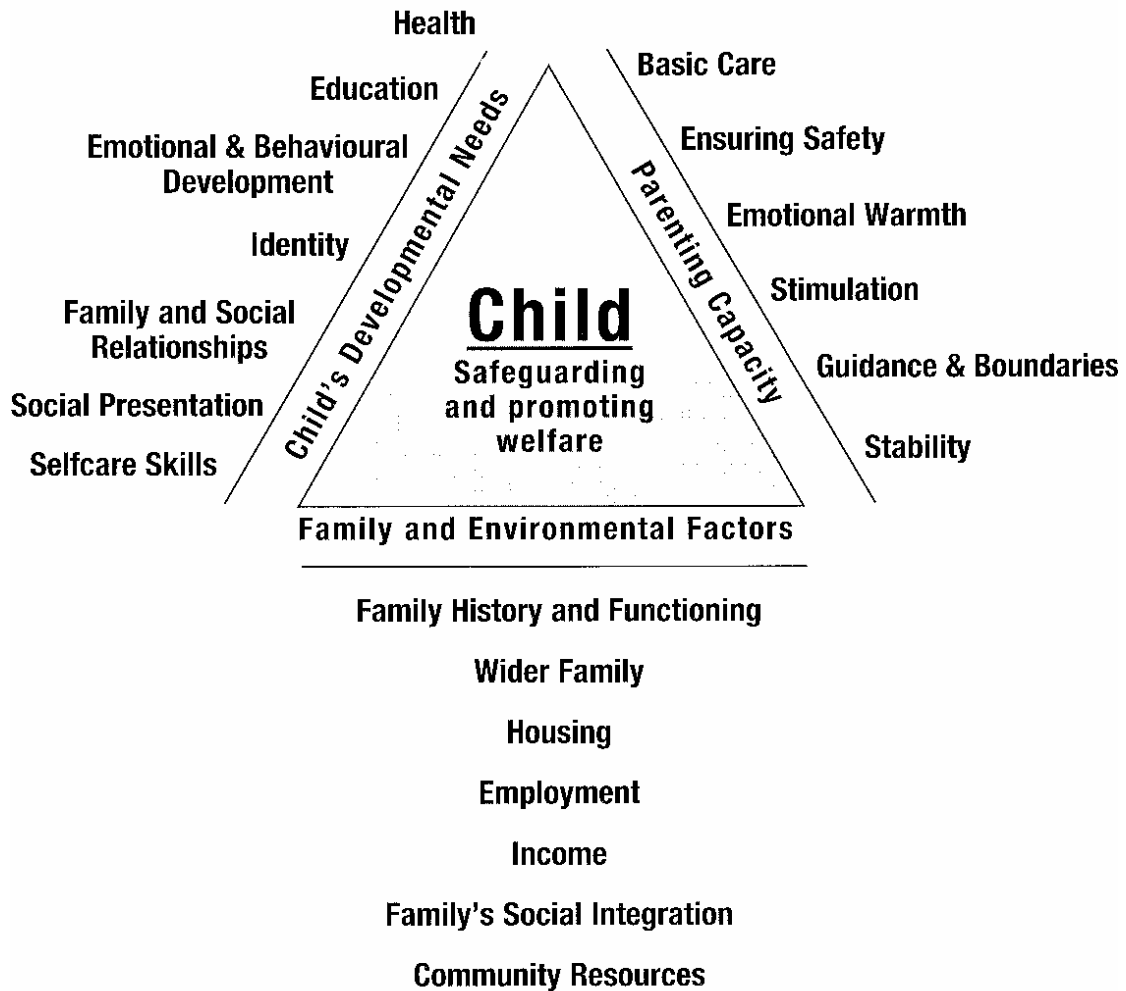 Health
Education
Emotional & Behavioural
Development
Identity
Family and Social
Relationships
Social Presentation
Selfcare Skills
Child's Developmental Needs
Child
Safeguarding
and promoting
welfare
Parenting Capacity
Basic Care
Ensuring Safety
Emotional Warmth
Stimulation
Guidance & Boundaries
Stability
Family and Environmental Factors
Family History and Functioning
Wider Family
Housing
Employment
Income
Family's Social Integration
Community Resources